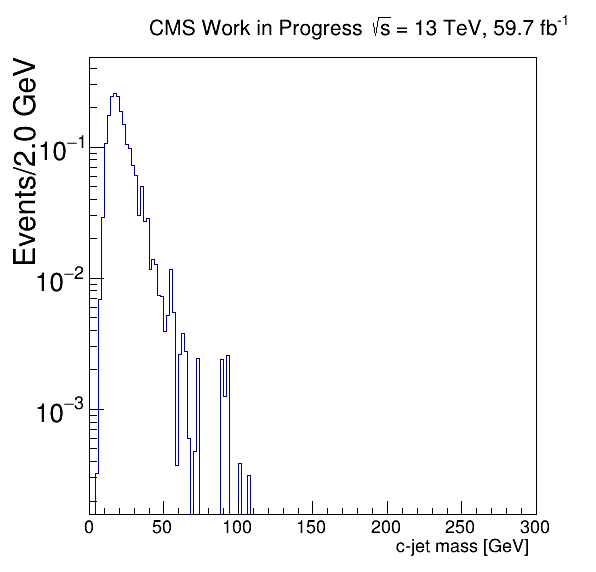 CMS Work in Progress √s = 13 TeV, 59.7 fb⁻¹
Events/2.0 GeV
10⁻¹
10⁻²
10⁻³
0 50 100 150 200 250 300
c-jet mass [GeV]